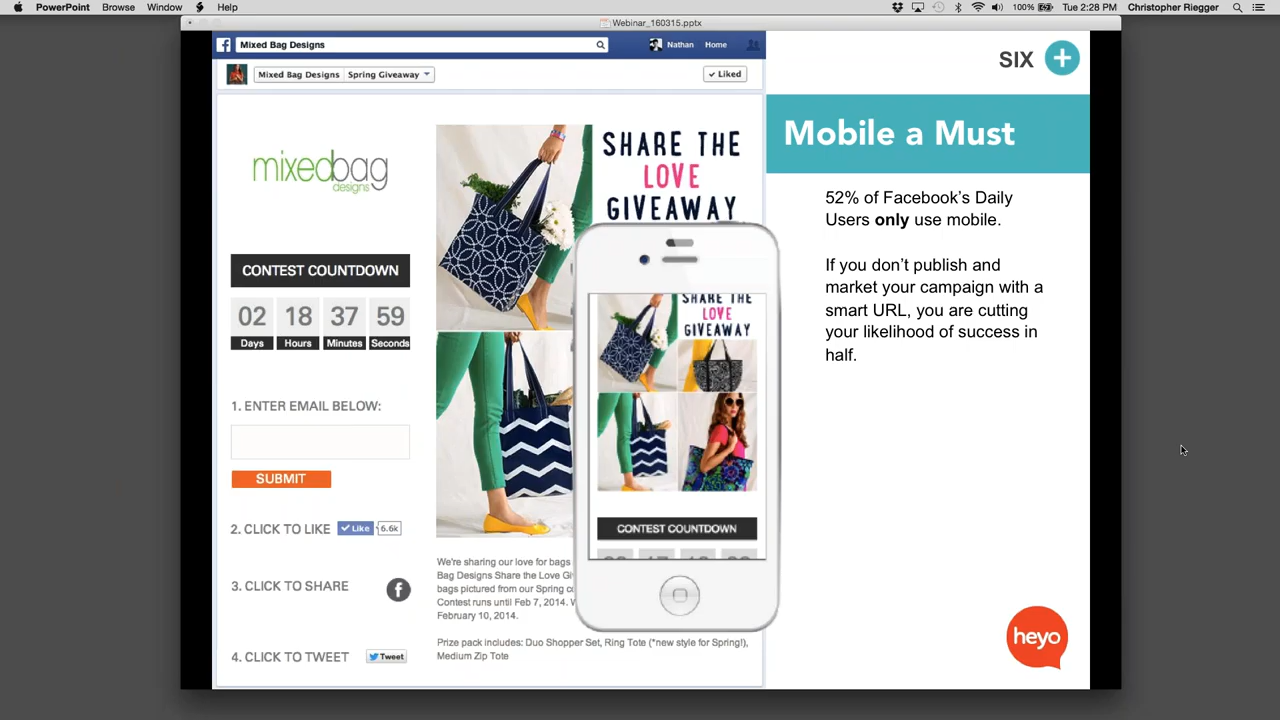 PowerPoint Browse Window Help
100% Tue 2:28 PM Christopher Riegger
Webinar_160315.pptx
Mixed Bag Designs
Nathan Home
Mixed Bag Designs Spring Giveaway
Liked
mixedbag
designs
CONTEST COUNTDOWN
02 18 37 59
Days Hours Minutes Seconds
1. ENTER EMAIL BELOW:
SUBMIT
2. CLICK TO LIKE Like 6.6k
3. CLICK TO SHARE
4. CLICK TO TWEET Tweet
SHARE THE
LOVE
GIVEAWAY
We're sharing our love for bags
Bag Designs Share the Love Gi
bags pictured from our Spring c
Contest runs until Feb 7, 2014. W
February 10, 2014.
Prize pack includes: Duo Shopper Set, Ring Tote (*new style for Spring!),
Medium Zip Tote
SHARE THE
LOVE
GIVEAWAY
CONTEST COUNTDOWN
SIX +
Mobile a Must
52% of Facebook's Daily
Users only use mobile.
If you don't publish and
market your campaign with a
smart URL, you are cutting
your likelihood of success in
half.
heyo